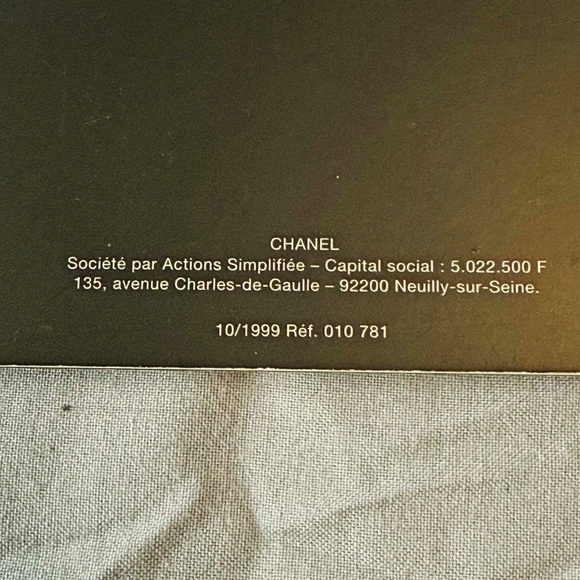 CHANEL
Société par Actions Simplifiée – Capital social : 5.022.500 F
135, avenue Charles-de-Gaulle – 92200 Neuilly-sur-Seine.
10/1999 Réf. 010 781